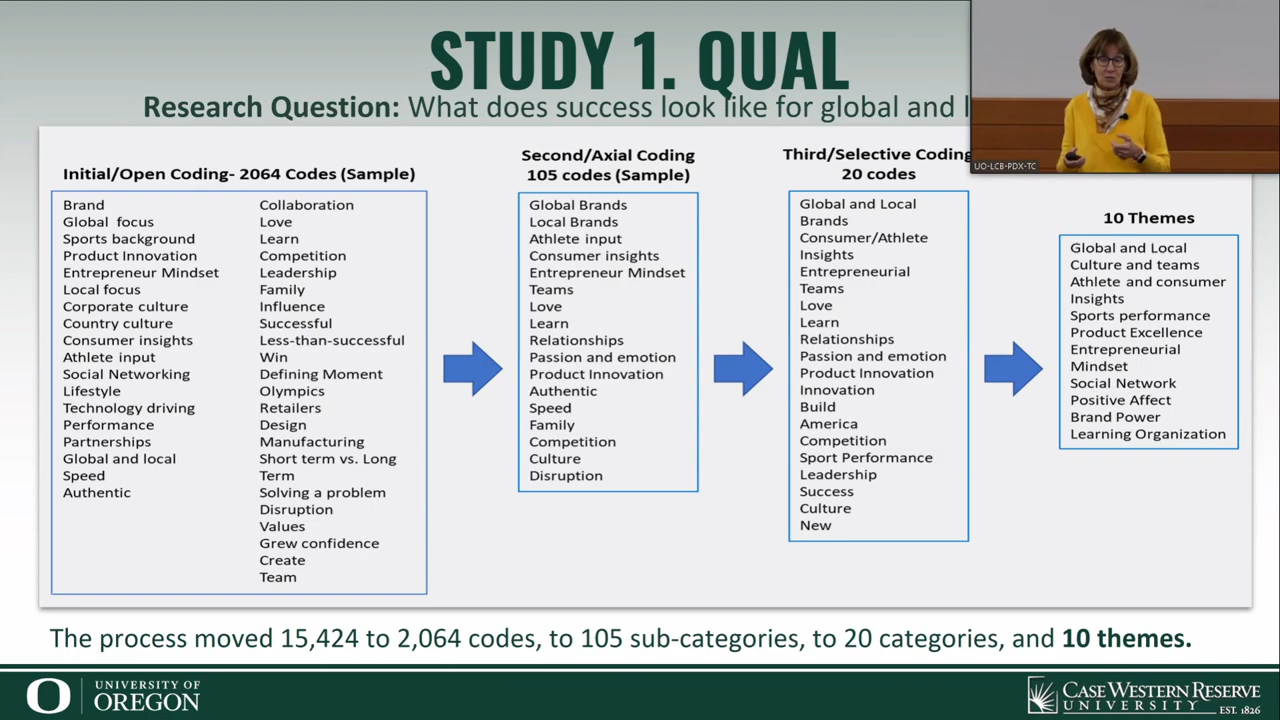 STUDY 1. QUAL
Research Question: What does success look like for global and
UO-LCB-PDX-TC
Initial/Open Coding- 2064 Codes (Sample)
Brand
Global focus
Sports background
Product Innovation
Entrepreneur Mindset
Local focus
Corporate culture
Country culture
Consumer insights
Athlete input
Social Networking
Lifestyle
Technology driving
Performance
Partnerships
Global and local
Speed
Authentic
Collaboration
Love
Learn
Competition
Leadership
Family
Influence
Successful
Less-than-successful
Win
Defining Moment
Olympics
Retailers
Design
Manufacturing
Short term vs. Long
Term
Solving a problem
Disruption
Values
Grew confidence
Create
Team
Second/Axial Coding
105 codes (Sample)
Global Brands
Local Brands
Athlete input
Consumer insights
Entrepreneur Mindset
Teams
Love
Learn
Relationships
Passion and emotion
Product Innovation
Authentic
Speed
Family
Competition
Culture
Disruption
Third/Selective Coding
20 codes
Global and Local
Brands
Consumer/Athlete
Insights
Entrepreneurial
Teams
Love
Learn
Relationships
Passion and emotion
Product Innovation
Innovation
Build
America
Competition
Sport Performance
Leadership
Success
Culture
New
10 Themes
Global and Local
Culture and teams
Athlete and consumer
Insights
Sports performance
Product Excellence
Entrepreneurial
Mindset
Social Network
Positive Affect
Brand Power
Learning Organization
The process moved 15,424 to 2,064 codes, to 105 sub-categories, to 20 categories, and 10 themes.
UNIVERSITY OF
OREGON
CASE WESTERN RESERVE
UNIVERSITY EST. 1826